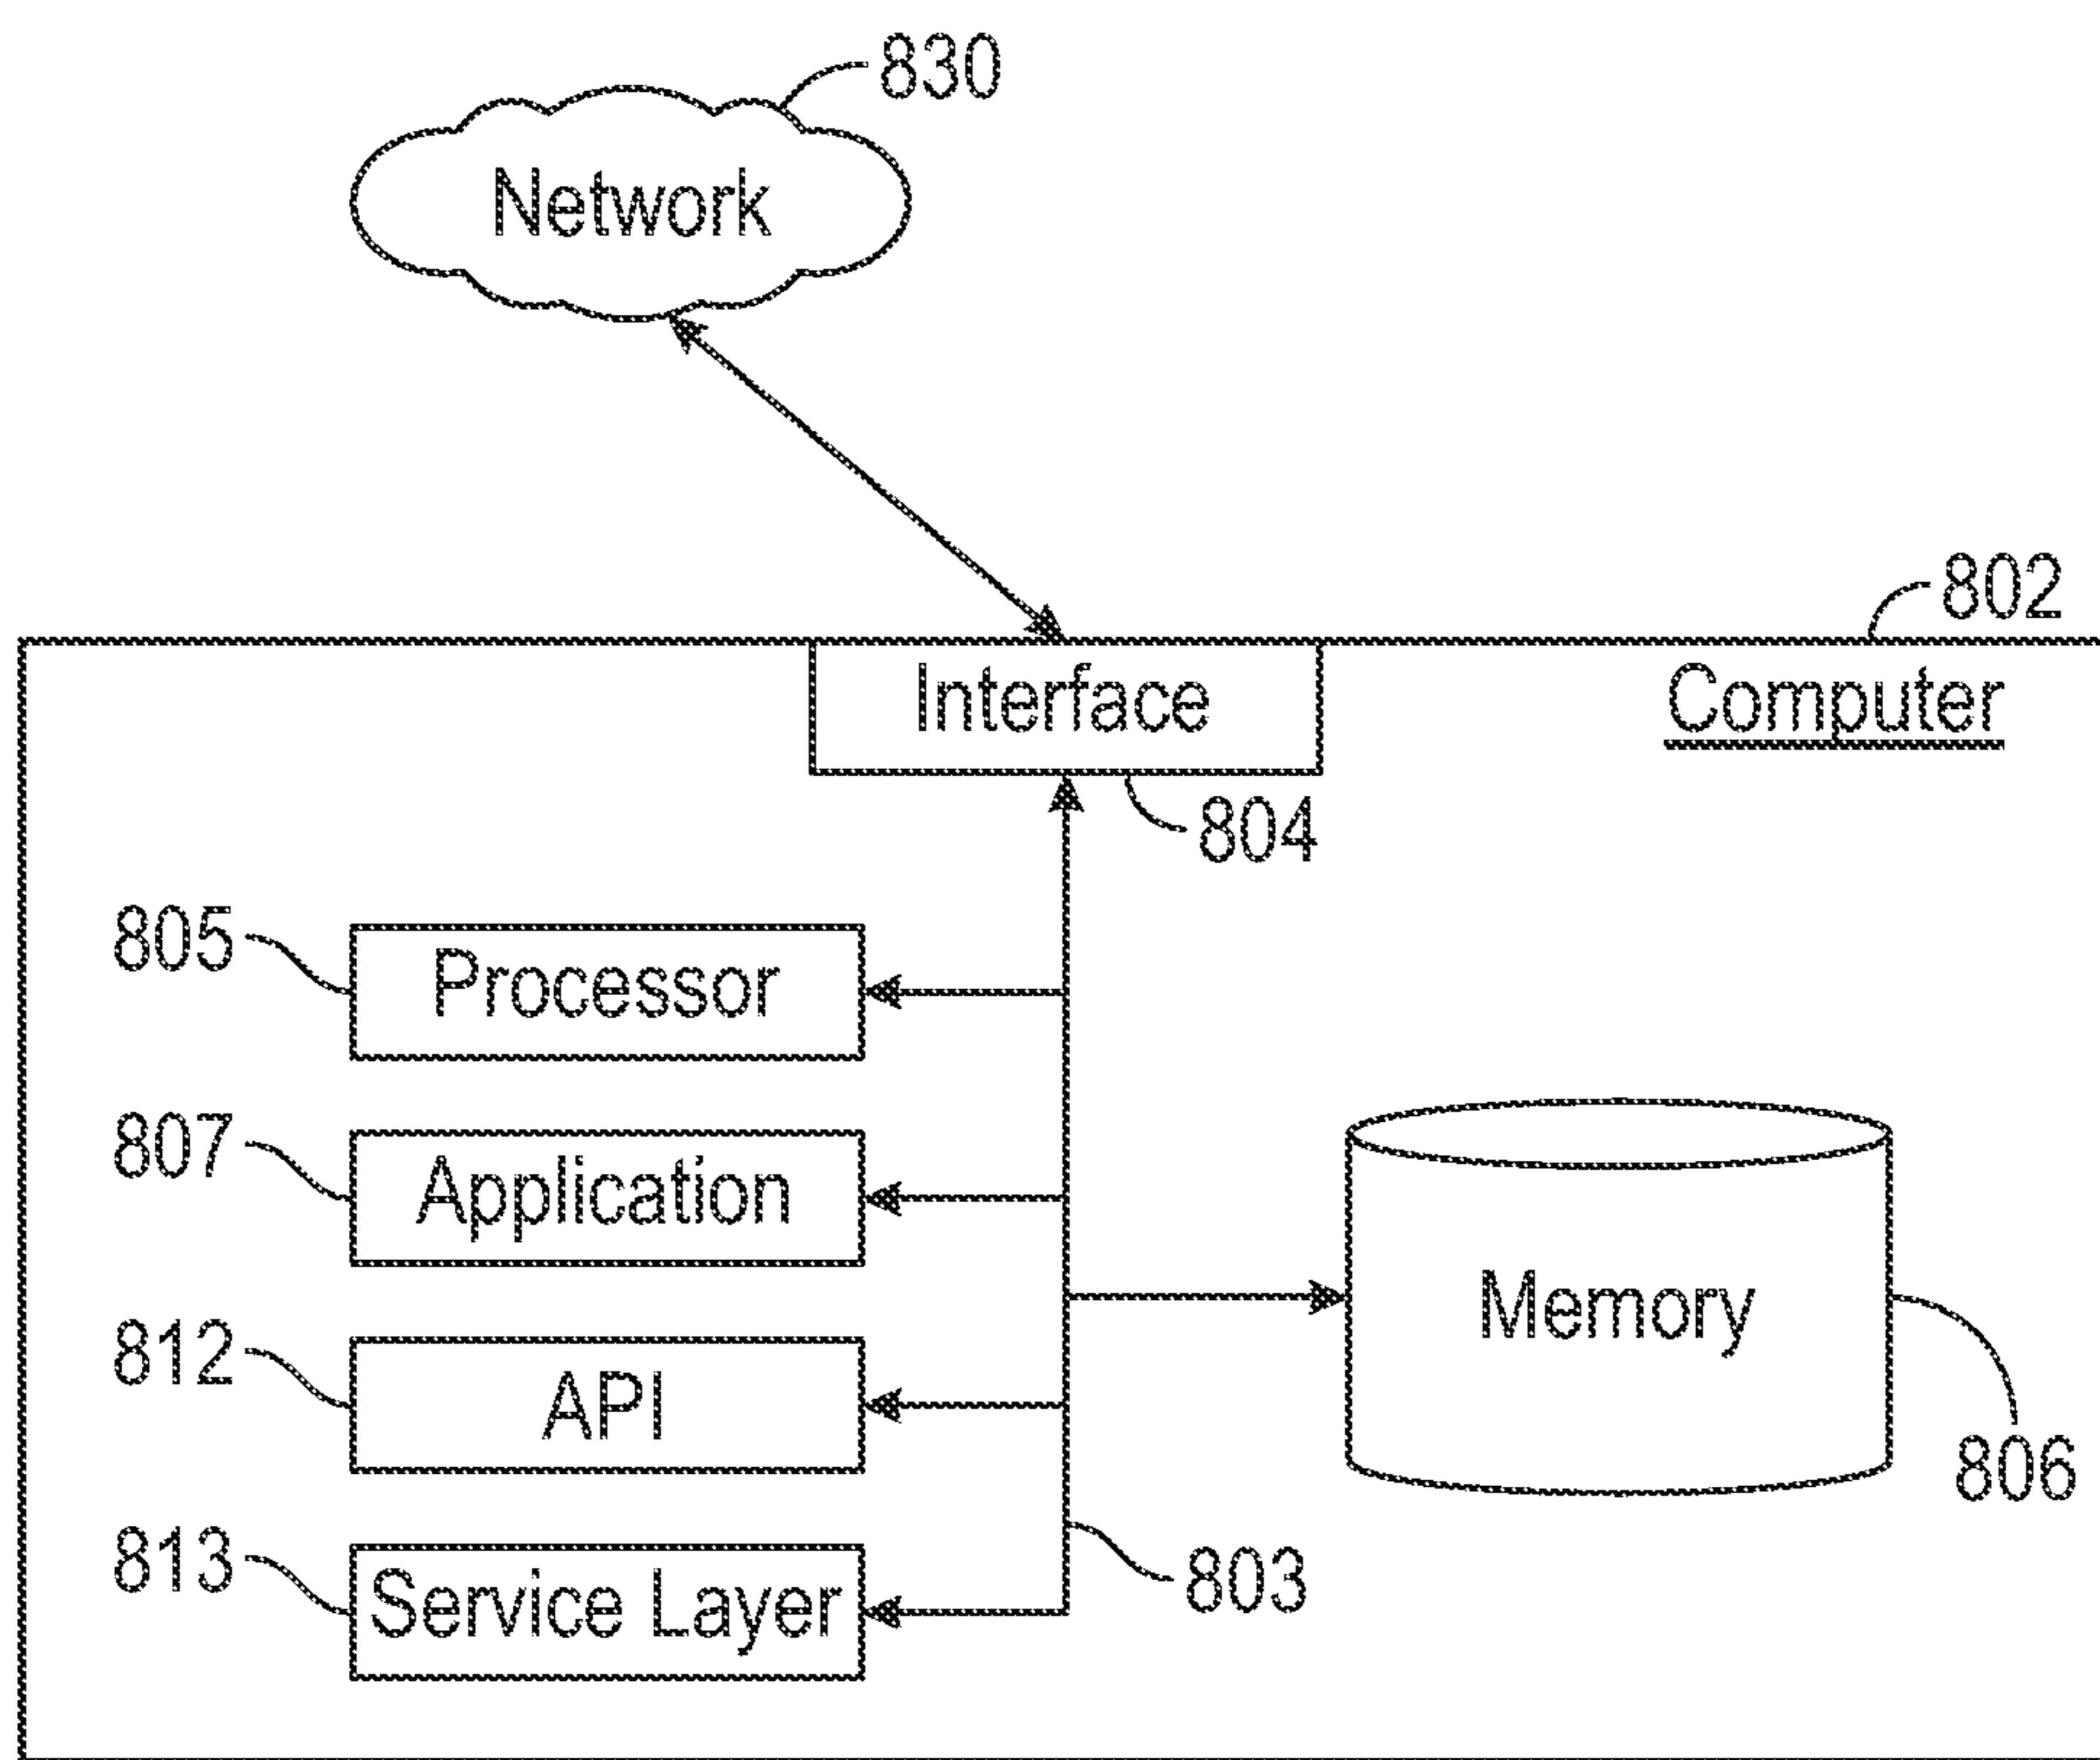 830
Network
802
Interface
Computer
804
805
Processor
807
Application
Memory
812
API
806
813
Service Layer
803